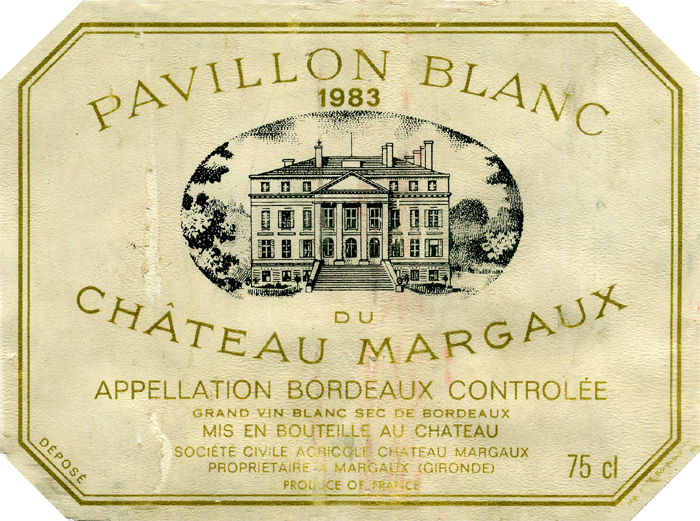 PAVILLON BLANC
1983
DU
CHÂTEAU MARGAUX
APPELLATION BORDEAUX CONTROLÉE
GRAND VIN BLANC SEC DE BORDEAUX
MIS EN BOUTEILLE AU CHATEAU
SOCIÉTÉ CIVILE AGRICOLE CHATEAU MARGAUX
PROPRIETAIRE A MARGAUX (GIRONDE)
PRODUCE OF FRANCE
DÉPOSÉ
75 cl